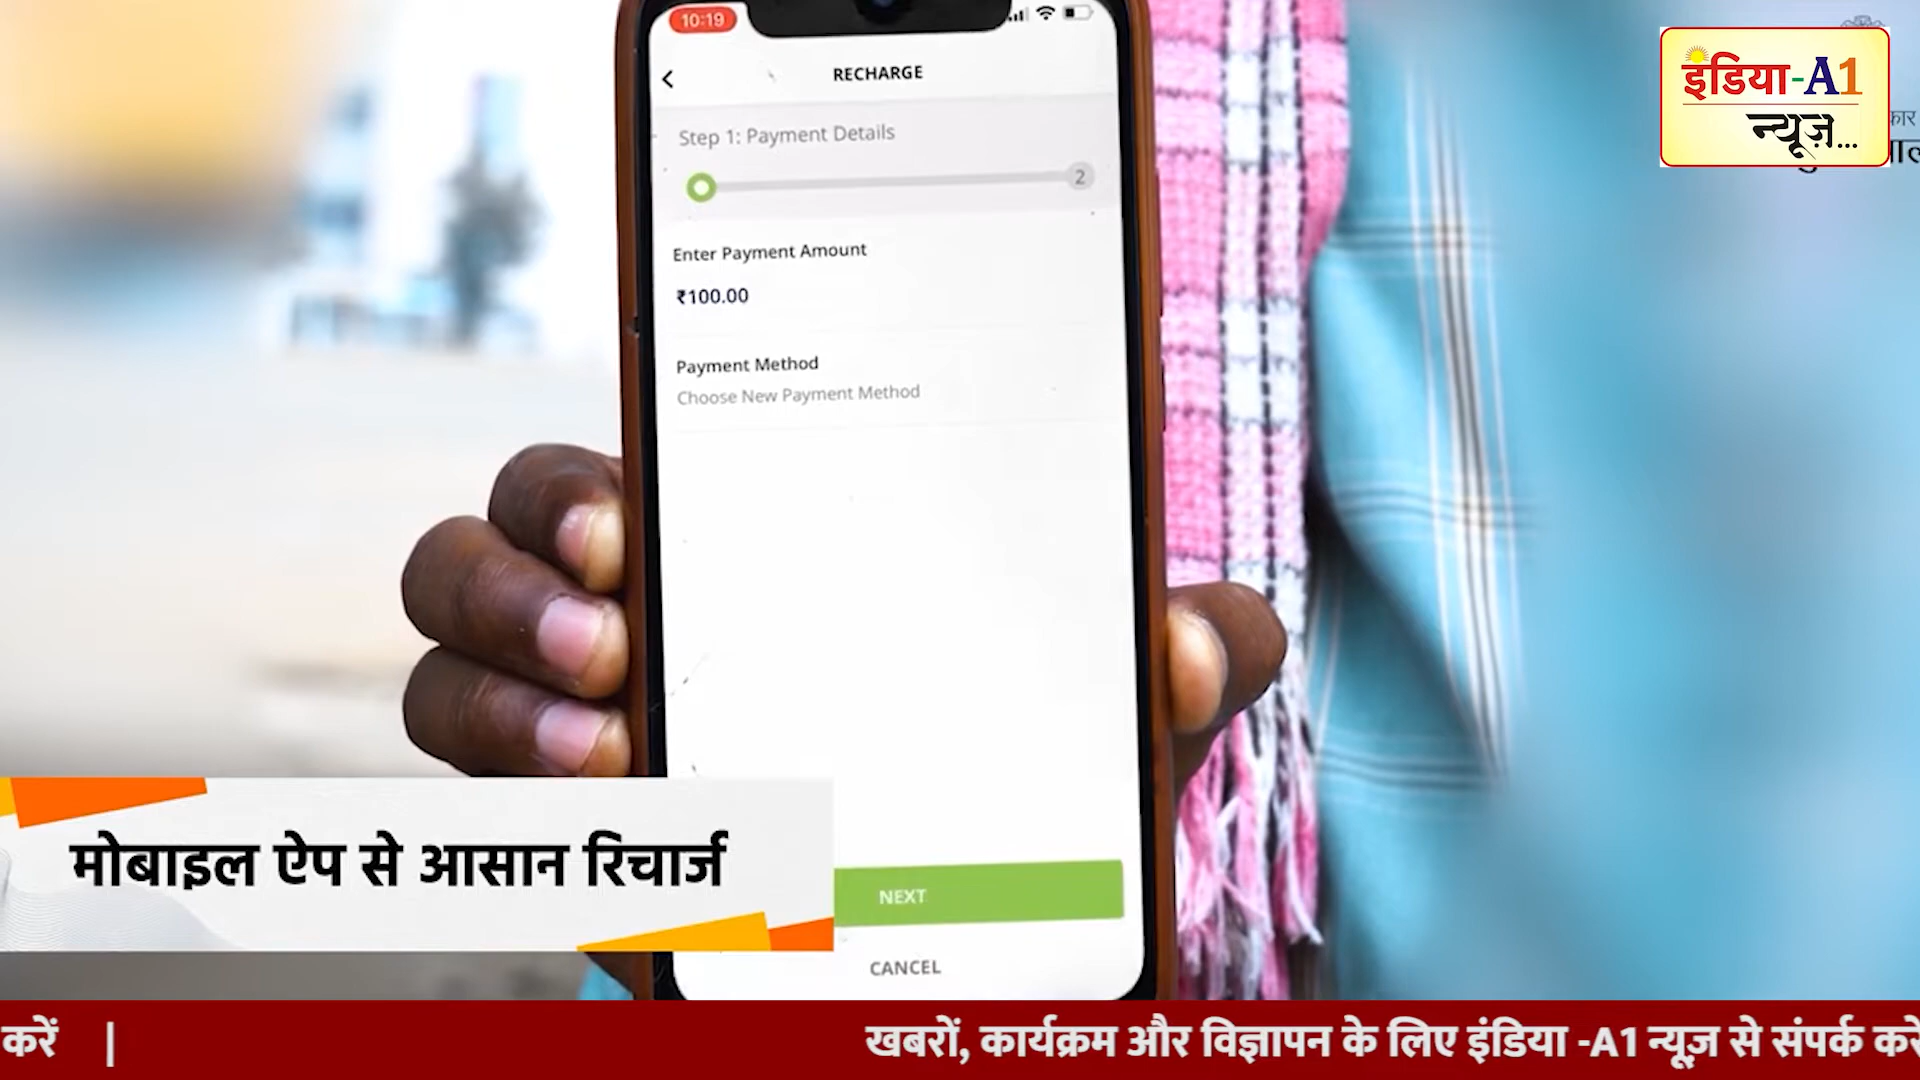 10:19
RECHARGE
Step 1: Payment Details
2
Enter Payment Amount
₹100.00
Payment Method
Choose New Payment Method
NEXT
CANCEL
इंडिया-A1
न्यूज़...
कार
मोबाइल ऐप से आसान रिचार्ज
करें | खबरों, कार्यक्रम और विज्ञापन के लिए इंडिया -A1 न्यूज़ से संपर्क करें